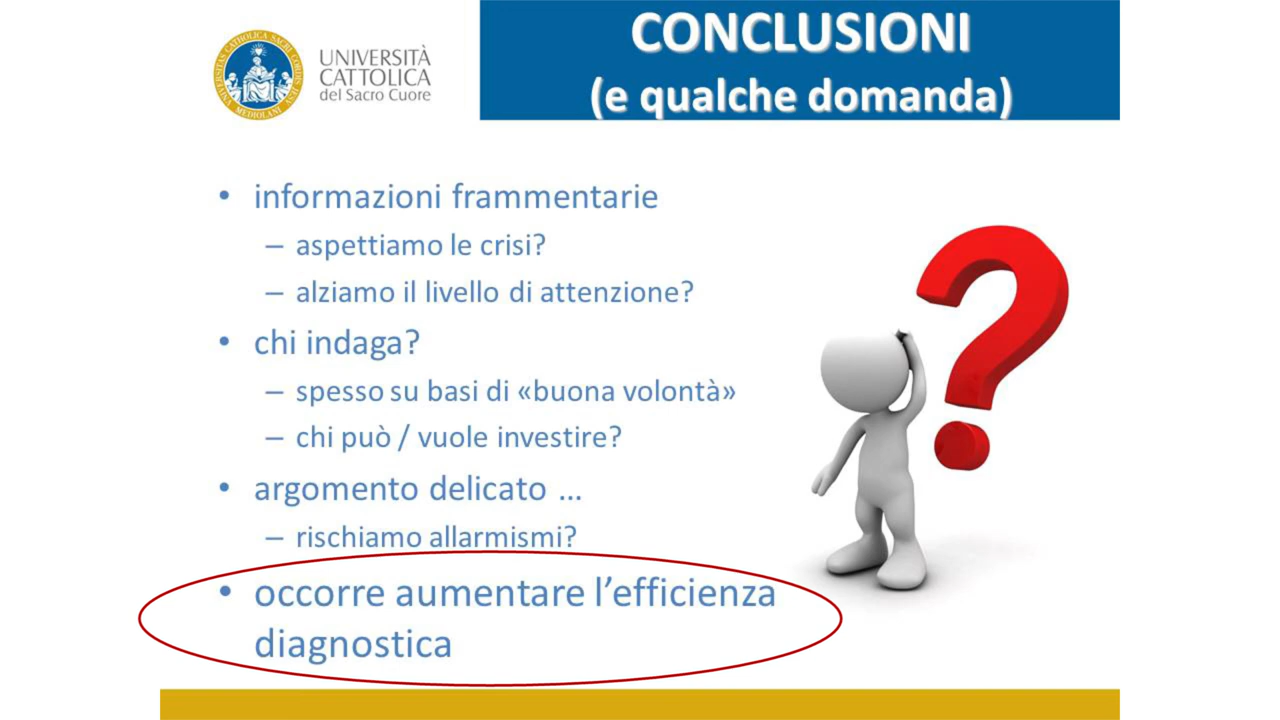 UNIVERSITÀ
CATTOLICA
del Sacro Cuore
CONCLUSIONI
(e qualche domanda)
• informazioni frammentarie
– aspettiamo le crisi?
– alziamo il livello di attenzione?
• chi indaga?
– spesso su basi di «buona volontà»
– chi può / vuole investire?
• argomento delicato ...
– rischiamo allarmismi?
• occorre aumentare l'efficienza
diagnostica